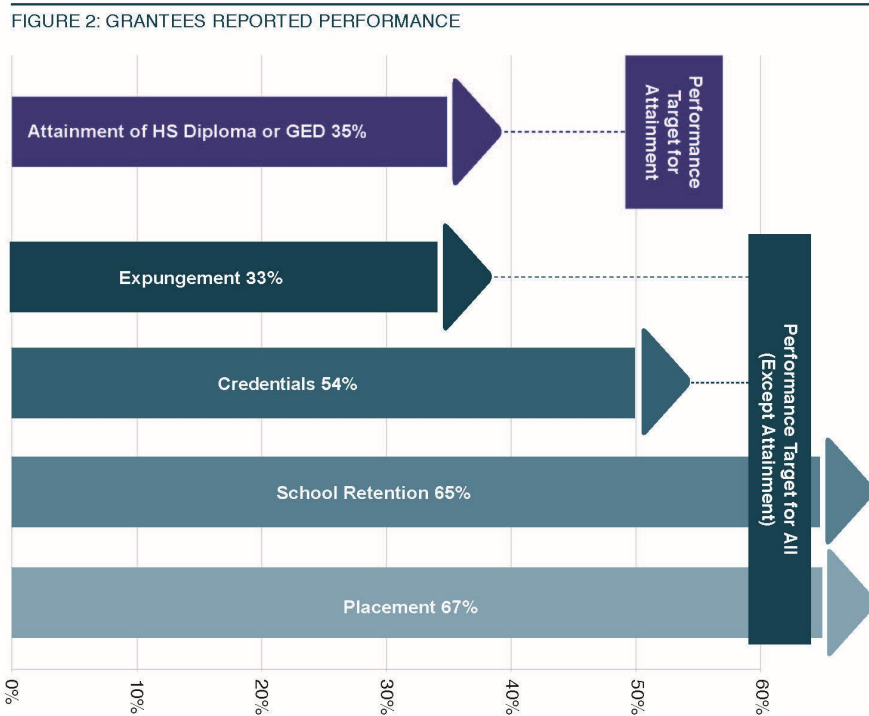 FIGURE 2: GRANTEES REPORTED PERFORMANCE
Attainment of HS Diploma or GED 35%
Performance
Target for
Attainment
Expungement 33%
Credentials 54%
School Retention 65%
Placement 67%
Performance Target for All
(Except Attainment)
0%
10%
20%
30%
40%
50%
60%